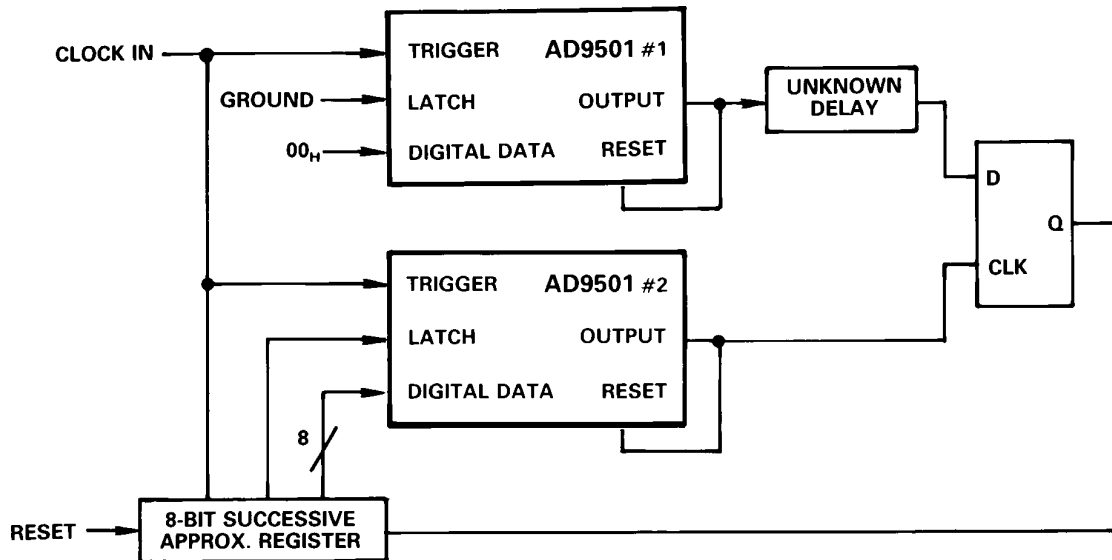 CLOCK IN
TRIGGER AD9501 #1
GROUND
LATCH OUTPUT
00H
DIGITAL DATA RESET
UNKNOWN
DELAY
D
Q
CLK
TRIGGER AD9501 #2
LATCH OUTPUT
DIGITAL DATA RESET
8
RESET
8-BIT SUCCESSIVE
APPROX. REGISTER